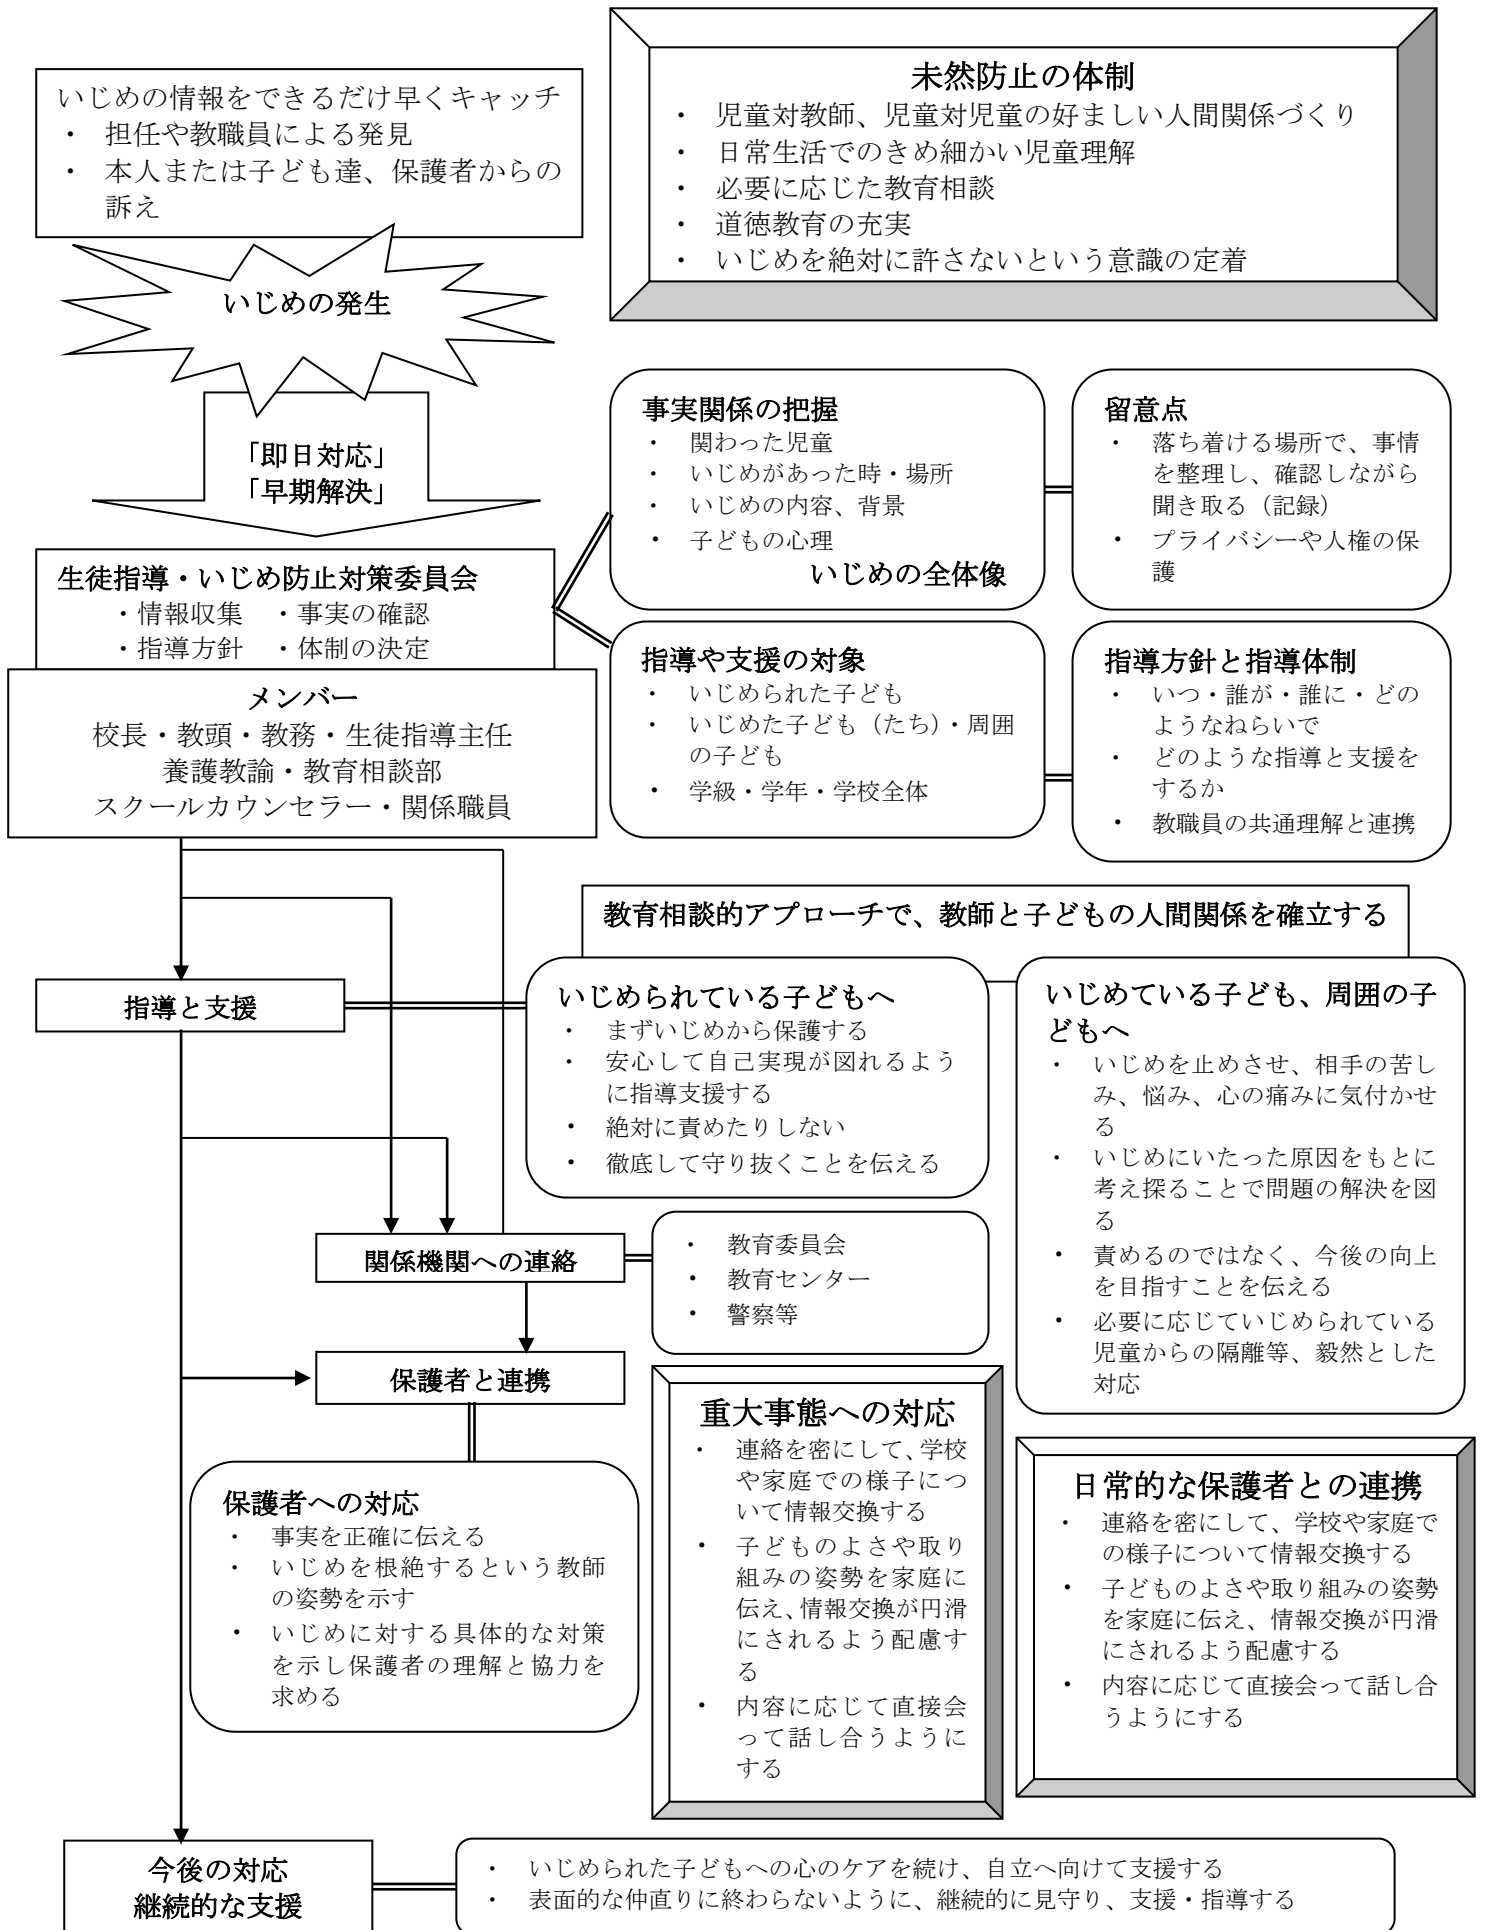 いじめの情報をできるだけ早くキャッチ
・ 担任や教職員による発見
・ 本人または子ども達、保護者からの
訴え
未然防止の体制
・ 児童対教師、児童対児童の好ましい人間関係づくり
・ 日常生活でのきめ細かい児童理解
・ 必要に応じた教育相談
・ 道徳教育の充実
・ いじめを絶対に許さないという意識の定着
いじめの発生
「即日対応」
「早期解決」
事実関係の把握
・ 関わった児童
・ いじめがあった時・場所
・ いじめの内容、背景
・ 子どもの心理
いじめの全体像
留意点
・ 落ち着ける場所で、事情
を整理し、確認しながら
聞き取る（記録）
・ プライバシーや人権の保
護
生徒指導・いじめ防止対策委員会
・情報収集 ・事実の確認
・指導方針 ・体制の決定
メンバー
校長・教頭・教務・生徒指導主任
養護教諭・教育相談部
スクールカウンセラー・関係職員
指導や支援の対象
・ いじめられた子ども
・ いじめた子ども（たち）・周囲
の子ども
・ 学級・学年・学校全体
指導方針と指導体制
・ いつ・誰が・誰に・どの
ようなねらいで
・ どのような指導と支援を
するか
・ 教職員の共通理解と連携
教育相談的アプローチで、教師と子どもの人間関係を確立する
指導と支援
いじめられている子どもへ
・ まずいじめから保護する
・ 安心して自己実現が図れるよう
に指導支援する
・ 絶対に責めたりしない
・ 徹底して守り抜くことを伝える
いじめている子ども、周囲の子
どもへ
・ いじめを止めさせ、相手の苦し
み、悩み、心の痛みに気付かせ
る
・ いじめにいたった原因をもとに
考え探ることで問題の解決を図
る
・ 責めるのではなく、今後の向上
を目指すことを伝える
・ 必要に応じていじめられている
児童からの隔離等、毅然とした
対応
関係機関への連絡
・ 教育委員会
・ 教育センター
・ 警察等
保護者と連携
保護者への対応
・ 事実を正確に伝える
・ いじめを根絶するという教師
の姿勢を示す
・ いじめに対する具体的な対策
を示し保護者の理解と協力を
求める
重大事態への対応
・ 連絡を密にして、学校
や家庭での様子につ
いて情報交換する
・ 子どものよさや取り
組みの姿勢を家庭に
伝え、情報交換が円滑
にされるよう配慮す
る
・ 内容に応じて直接会
って話し合うように
する
日常的な保護者との連携
・ 連絡を密にして、学校や家庭で
の様子について情報交換する
・ 子どものよさや取り組みの姿勢
を家庭に伝え、情報交換が円滑
にされるよう配慮する
・ 内容に応じて直接会って話し合
うようにする
今後の対応
継続的な支援
・ いじめられた子どもへの心のケアを続け、自立へ向けて支援する
・ 表面的な仲直りに終わらないように、継続的に見守り、支援・指導する